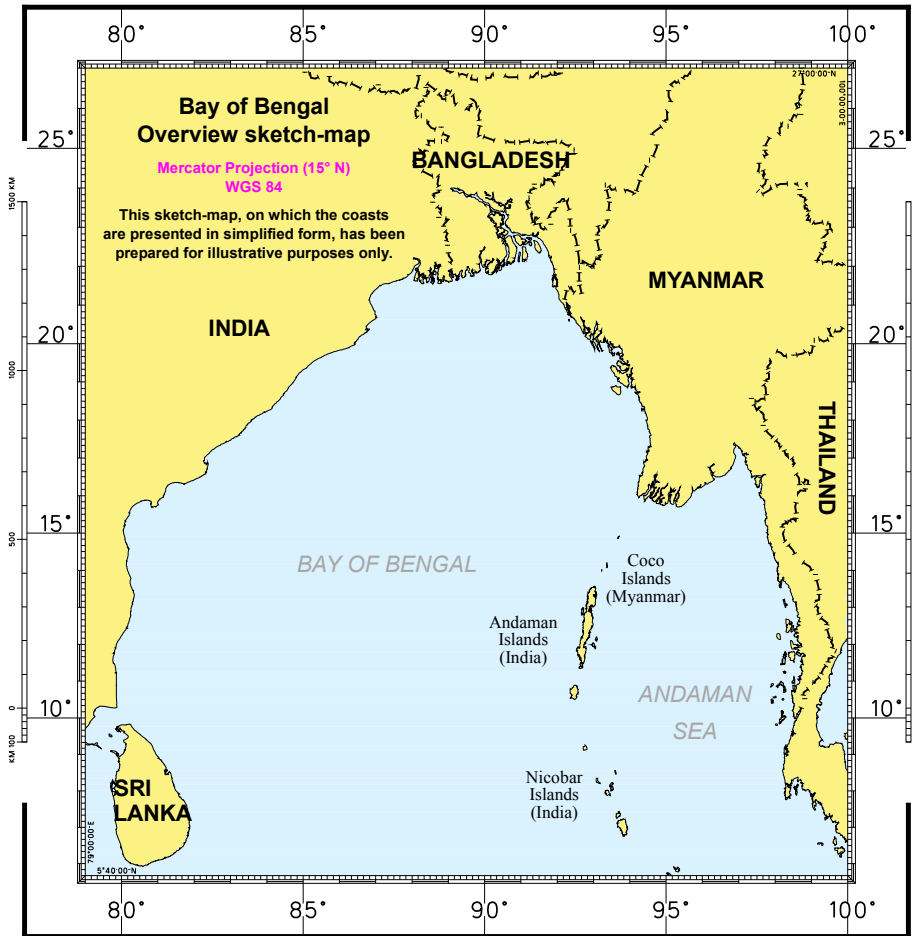 80° 85° 90° 95° 100°
27°00'00"N
100°00'00"E
Bay of Bengal
Overview sketch-map
Mercator Projection (15° N)
WGS 84
This sketch-map, on which the coasts
are presented in simplified form, has been
prepared for illustrative purposes only.
25° 25°
BANGLADESH
1500 KM
MYANMAR
INDIA
20° 20°
1000
THAILAND
15° 15°
500
BAY OF BENGAL
Coco
Islands
(Myanmar)
Andaman
Islands
(India)
ANDAMAN
SEA
10° 10°
0
KM 100
Nicobar
Islands
(India)
SRI
LANKA
79°00'00"E
5°40'00"N
80° 85° 90° 95° 100°